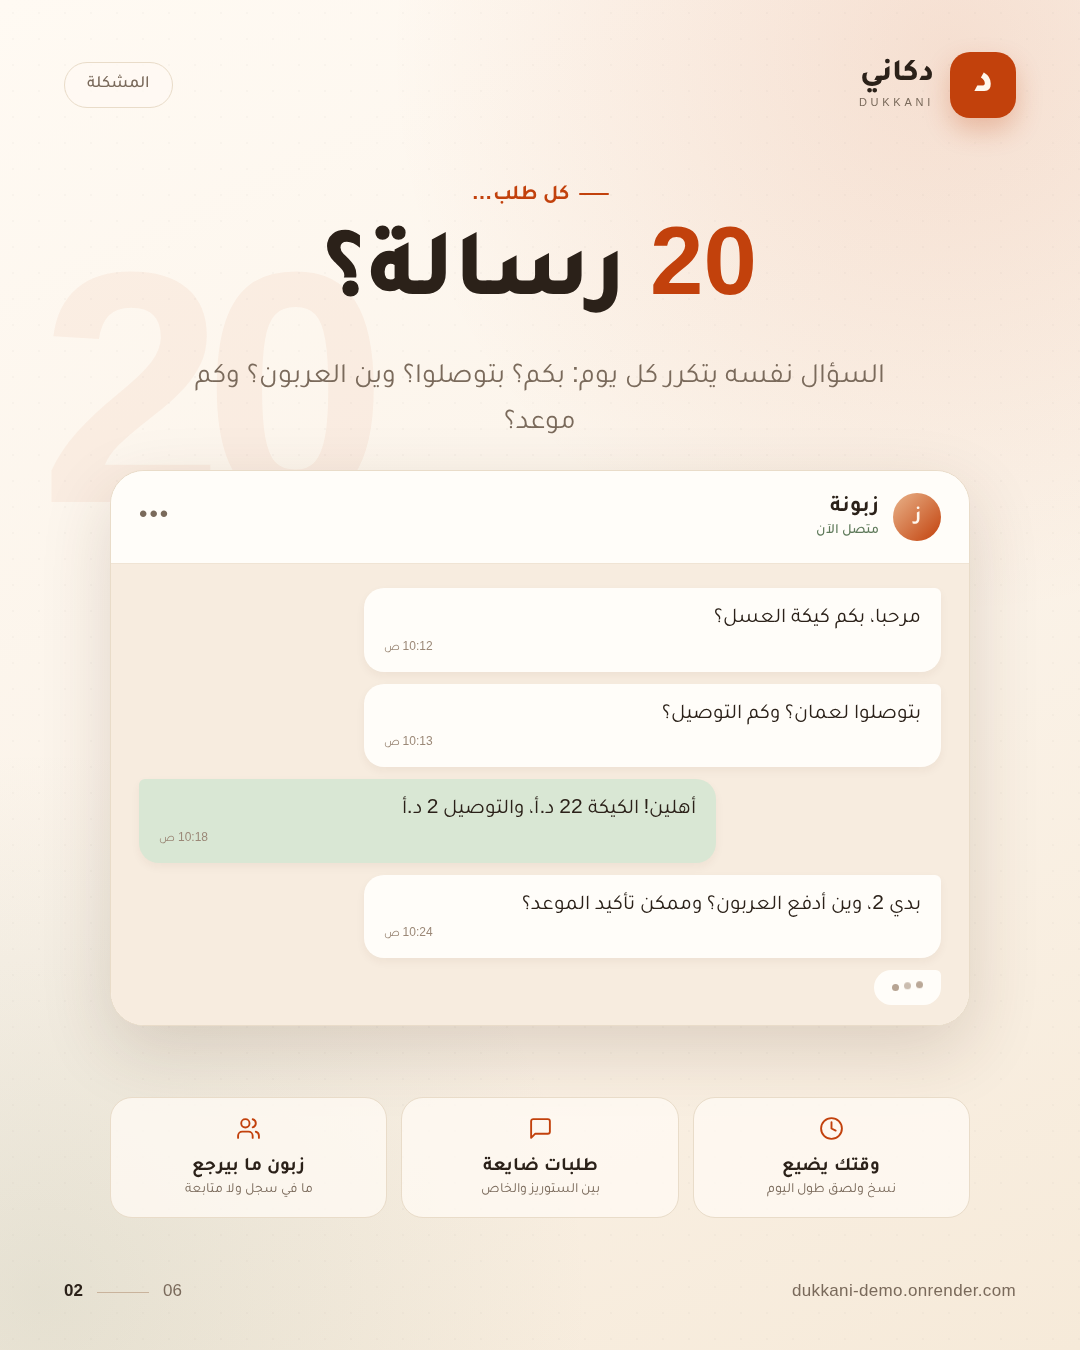 د
دكاني
DUKKANI
المشكلة
كل طلب...
20 رسالة؟
20
السؤال نفسه يتكرر كل يوم: بكم؟ بتوصلوا؟ وين العربون؟ وكم
موعد؟
ز
زبونة
متصل الآن
مرحبا، بكم كيكة العسل؟
10:12 ص
بتوصلوا لعمان؟ وكم التوصيل؟
10:13 ص
أهلين! الكيكة 22 د.أ، والتوصيل 2 د.أ
10:18 ص
بدي 2، وين أدفع العربون؟ وممكن تأكيد الموعد؟
10:24 ص
وقتك يضيع
نسخ ولصق طول اليوم
طلبات ضايعة
بين الستوريز والخاص
زبون ما بيرجع
ما في سجل ولا متابعة
dukkani-demo.onrender.com
02 06